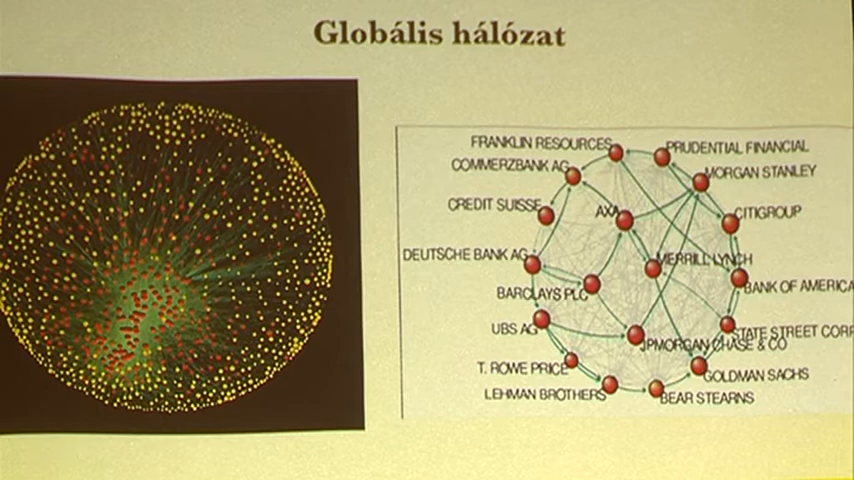 Globális hálózat
FRANKLIN RESOURCES
PRUDENTIAL FINANCIAL
COMMERZBANK AG
MORGAN STANLEY
CREDIT SUISSE
AXA
CITIGROUP
DEUTSCHE BANK AG
MERRILL LYNCH
BARCLAYS PLC
BANK OF AMERICA
UBS AG
STATE STREET CORP
JPMORGAN CHASE & CO
T. ROWE PRICE
GOLDMAN SACHS
LEHMAN BROTHERS
BEAR STEARNS